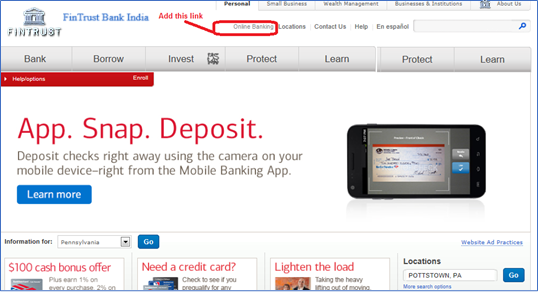 Personal Small Business Wealth Management Businesses & Institutions About Us
FinTrust Bank India
Add this link
FINTRUST
Online Banking Locations Contact Us Help En español
Bank Borrow Invest Protect Learn Protect Learn
Help/options Enroll
App. Snap. Deposit.
Deposit checks right away using the camera on your
mobile device–right from the Mobile Banking App.
Learn more
Information for: Pennsylvania Go
Website Ad Practices
$100 cash bonus offer
Plus earn 1% on
every purchase, 2% on
Need a credit card?
Check to see if you
prequalify for any
Lighten the load
Taking the heavy
lifting out of moving.
Locations
POTTSTOWN, PA Go
More search options